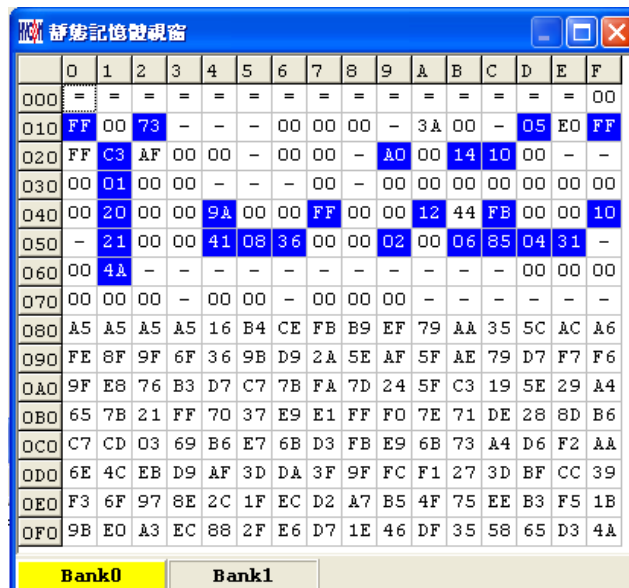 靜態記憶體視窗
0 1 2 3 4 5 6 7 8 9 A B C D E F
000 = = = = = = = = = = = = = = = 00
010 FF 00 73 - - - 00 00 00 - 3A 00 - 05 E0 FF
020 FF C3 AF 00 00 - 00 00 - A0 00 14 10 00 - -
030 00 01 00 00 - - - 00 - 00 00 00 00 00 00 00
040 00 20 00 00 9A 00 00 FF 00 00 12 44 FB 00 00 10
050 - 21 00 00 41 08 36 00 00 02 00 06 85 04 31 -
060 00 4A - - - - - - - - - - - 00 00 00
070 00 00 00 - 00 00 - 00 00 00 - - - - - -
080 A5 A5 A5 A5 16 B4 CE FB B9 EF 79 AA 35 5C AC A6
090 FE 8F 9F 6F 36 9B D9 2A 5E AF 5F AE 79 D7 F7 F6
0A0 9F E8 76 B3 D7 C7 7B FA 7D 24 5F C3 19 5E 29 A4
0B0 65 7B 21 FF 70 37 E9 E1 FF F0 7E 71 DE 28 8D B6
0C0 C7 CD 03 69 B6 E7 6B D3 FB E9 6B 73 A4 D6 F2 AA
0D0 6E 4C EB D9 AF 3D DA 3F 9F FC F1 27 3D BF CC 39
0E0 F3 6F 97 8E 2C 1F EC D2 A7 B5 4F 75 EE B3 F5 1B
0F0 9B E0 A3 EC 88 2F E6 D7 1E 46 DF 35 58 65 D3 4A
Bank0 Bank1